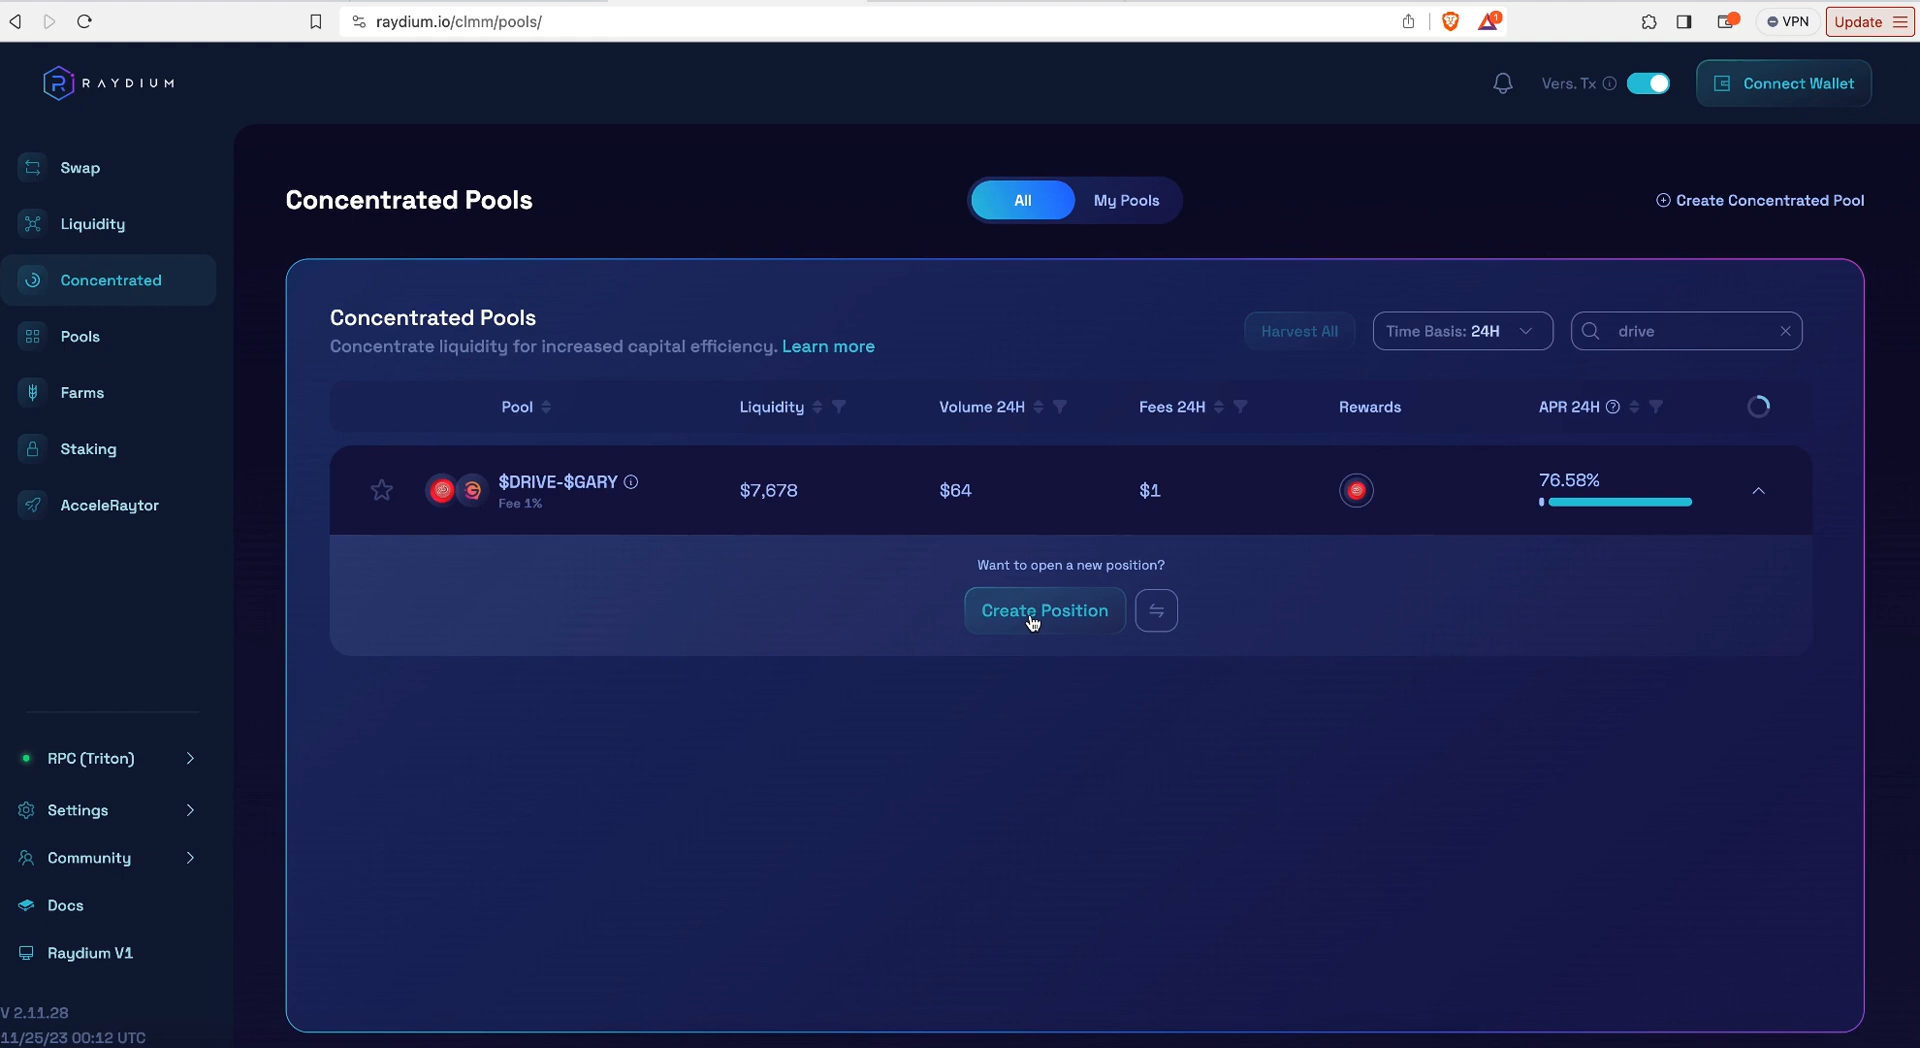 raydium.io/clmm/pools/
1
VPN
Update
RAYDIUM
Vers. Tx
Connect Wallet
Swap
Liquidity
Concentrated
Pools
Farms
Staking
AcceleRaytor
RPC (Triton)
Settings
Community
Docs
Raydium V1
V 2.11.28
11/25/23 00:12 UTC
Concentrated Pools
All
My Pools
Create Concentrated Pool
Concentrated Pools
Concentrate liquidity for increased capital efficiency. Learn more
Harvest All
Time Basis: 24H
drive
Pool
Liquidity
Volume 24H
Fees 24H
Rewards
APR 24H
$DRIVE-$GARY
Fee 1%
$7,678
$64
$1
76.58%
Want to open a new position?
Create Position